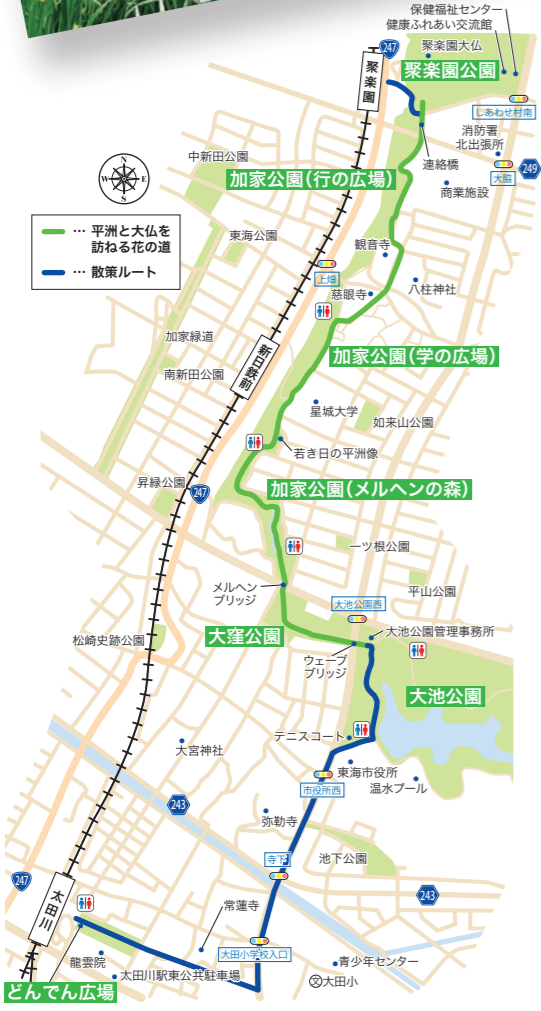 保健福祉センター
健康ふれあい交流館
247
聚楽園大仏
聚楽園
聚楽園公園
しあわせ村南
消防署
北出張所
N
W
E
S
連絡橋
大脇
249
中新田公園
商業施設
加家公園(行の広場)
… 平洲と大仏を
訪ねる花の道
… 散策ルート
東海公園
観音寺
上畑
慈眼寺
八柱神社
加家緑道
新日鉄前
加家公園(学の広場)
南新田公園
星城大学
如来山公園
若き日の平洲像
昇緑公園
247
加家公園(メルヘンの森)
一ツ根公園
メルヘン
ブリッジ
平山公園
大池公園西
大窪公園
大池公園管理事務所
松崎史跡公園
ウェーブ
ブリッジ
大池公園
テニスコート
大宮神社
東海市役所
市役所西
温水プール
243
弥勒寺
寺下
池下公園
247
太田川
243
常蓮寺
大田小学校入口
龍雲院
青少年センター
太田川駅東公共駐車場
文大田小
どんでん広場